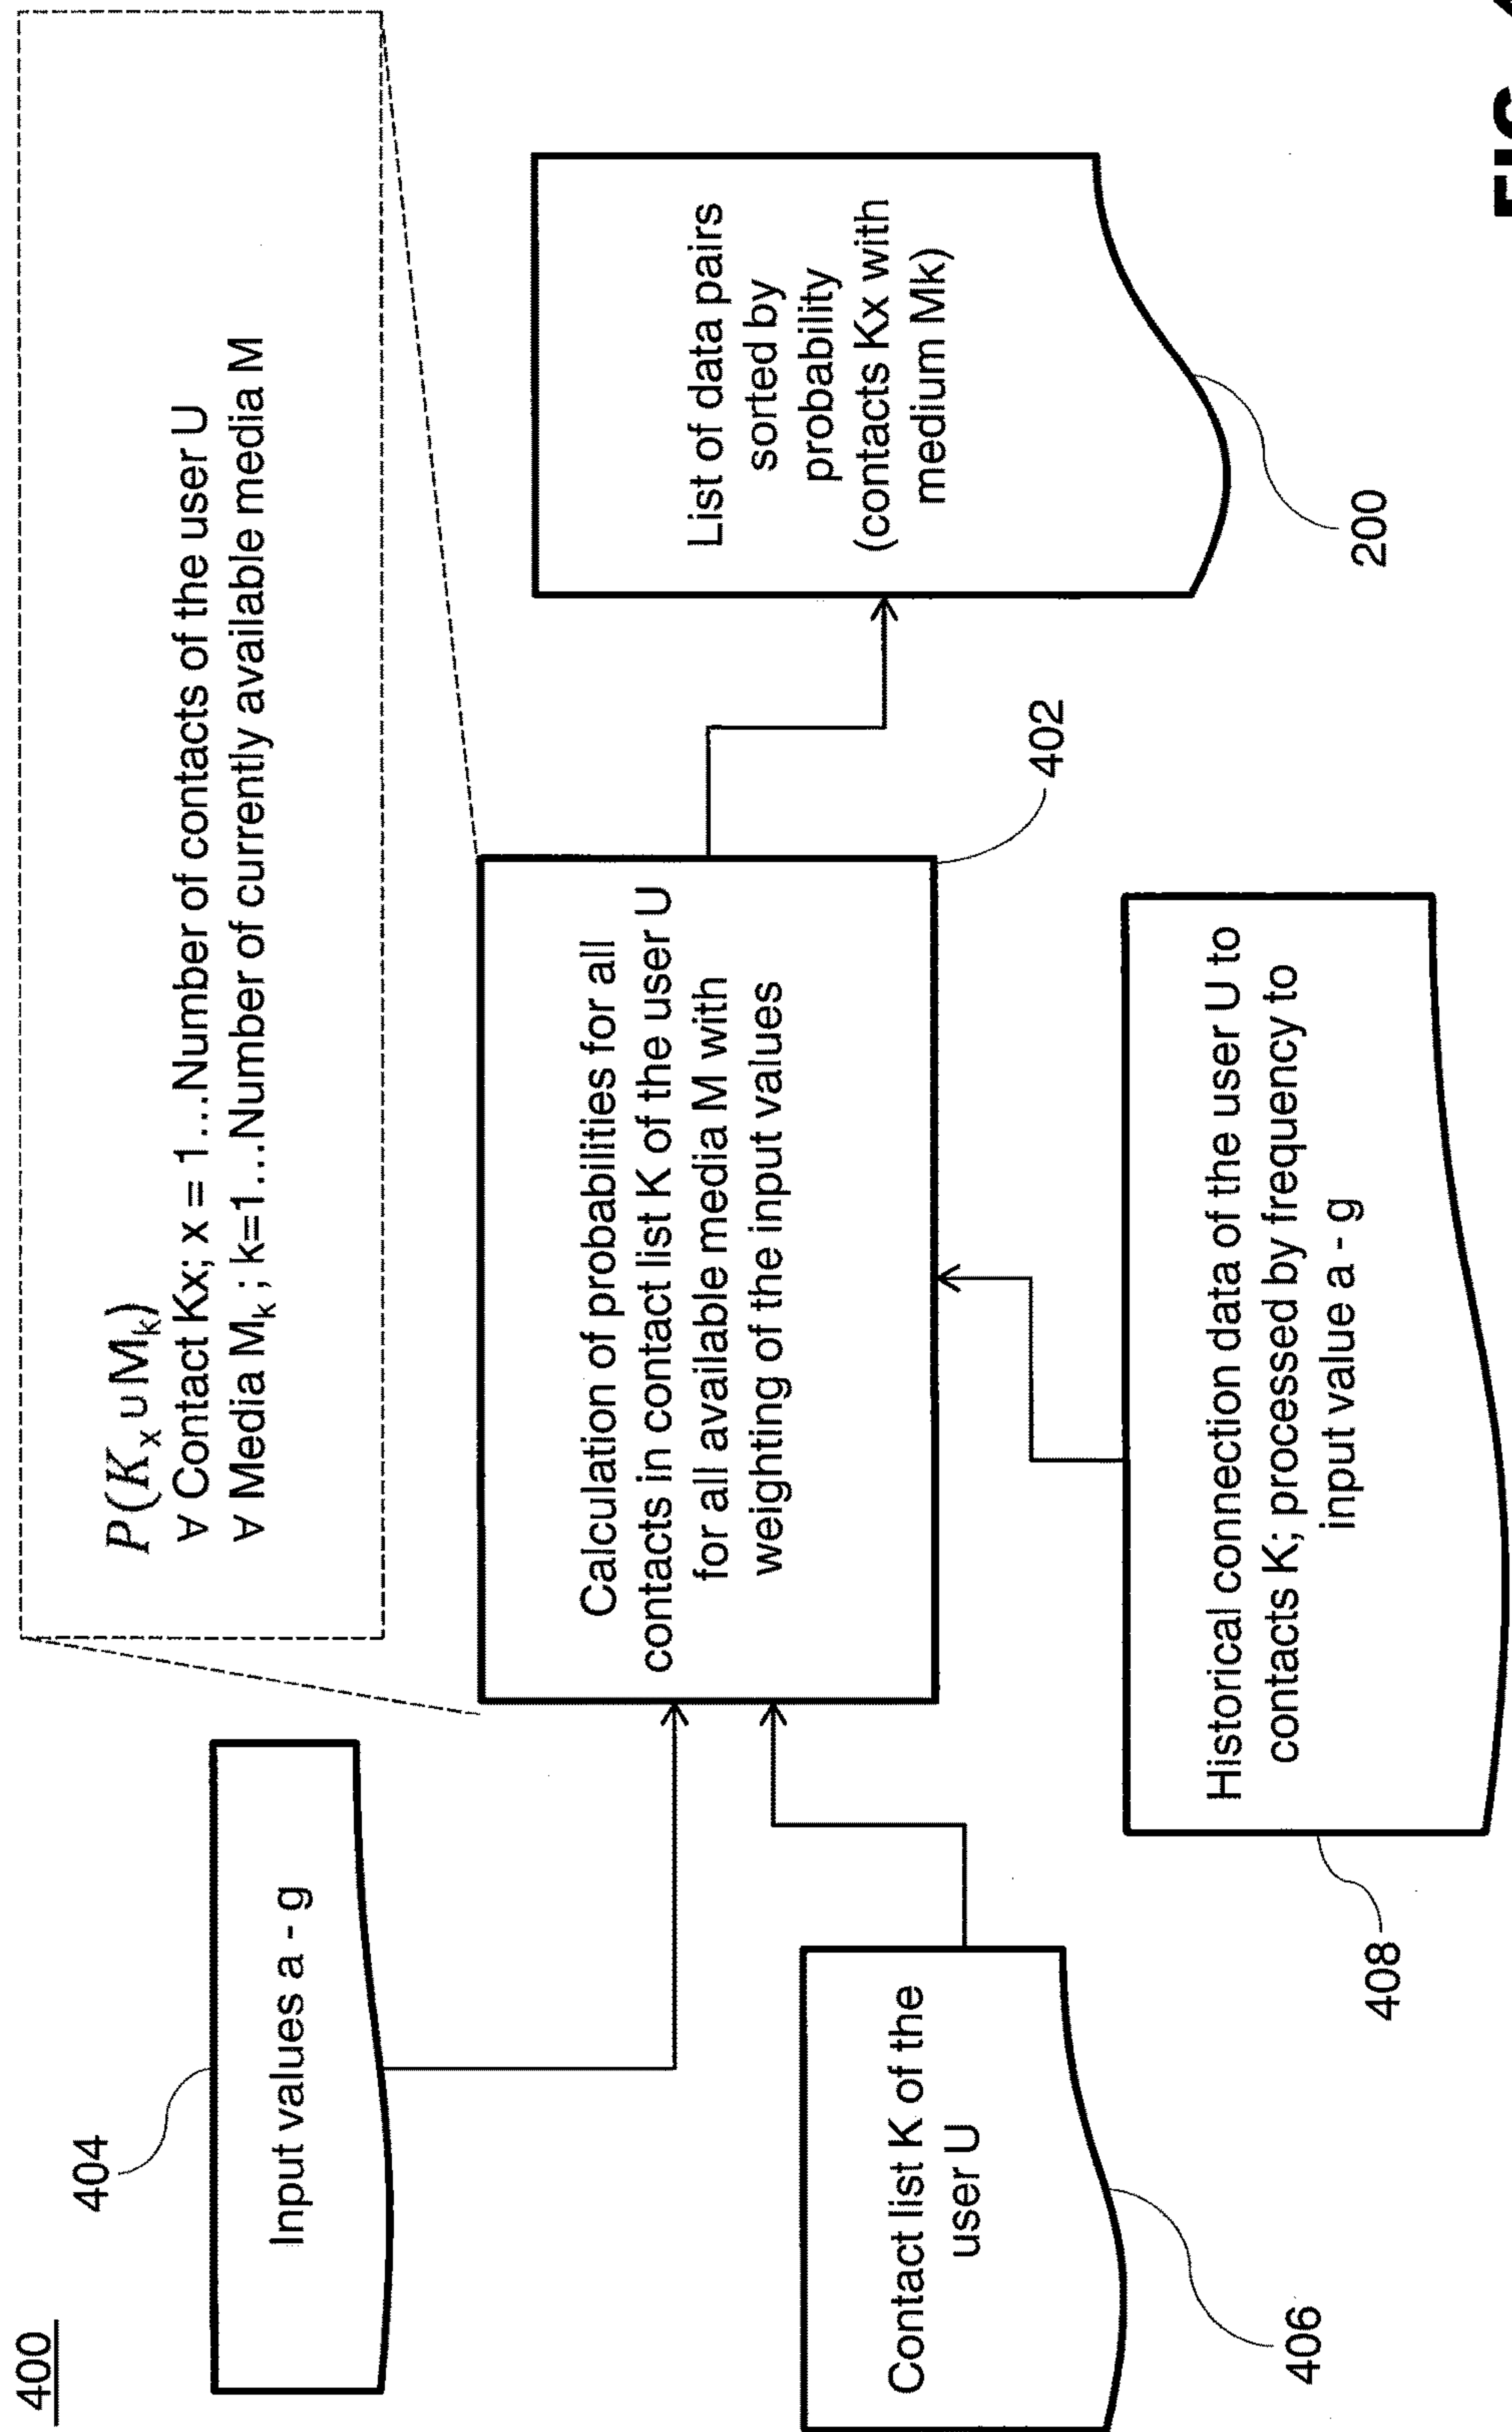 400
P(Kx ∪ Mk)
∀ Contact Kx; x = 1...Number of contacts of the user U
∀ Media Mk ; k=1...Number of currently available media M
404
Input values a - g
Calculation of probabilities for all
contacts in contact list K of the user U
for all available media M with
weighting of the input values
402
List of data pairs
sorted by
probability
(contacts Kx with
medium Mk)
200
Contact list K of the
user U
406
Historical connection data of the user U to
contacts K; processed by frequency to
input value a - g
408
FIG.